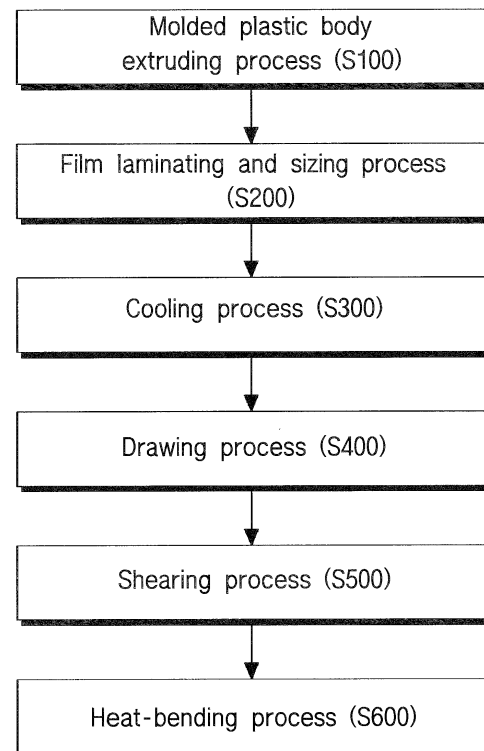 Molded plastic body
extruding process (S100)
Film laminating and sizing process
(S200)
Cooling process (S300)
Drawing process (S400)
Shearing process (S500)
Heat-bending process (S600)